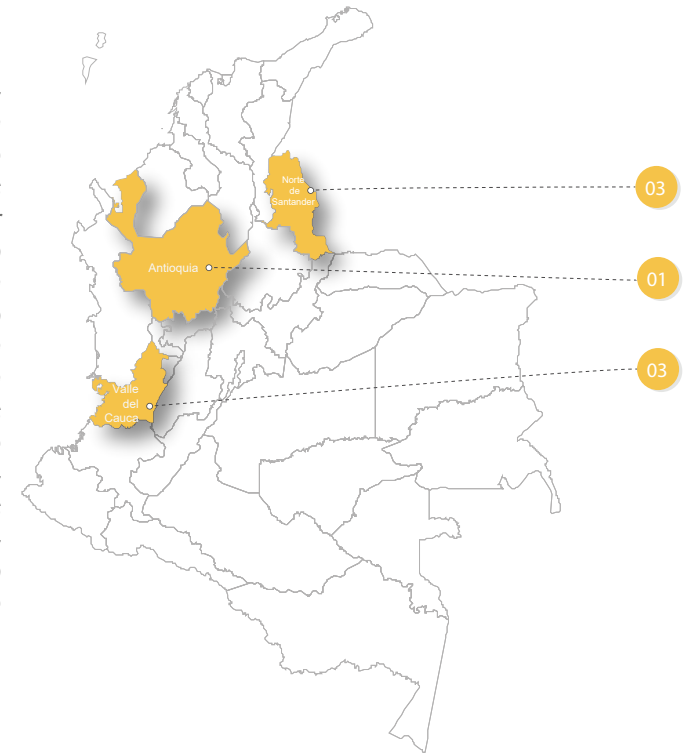 Norte
de
Santander
03
Antioquia
01
Valle
del
Cauca
03